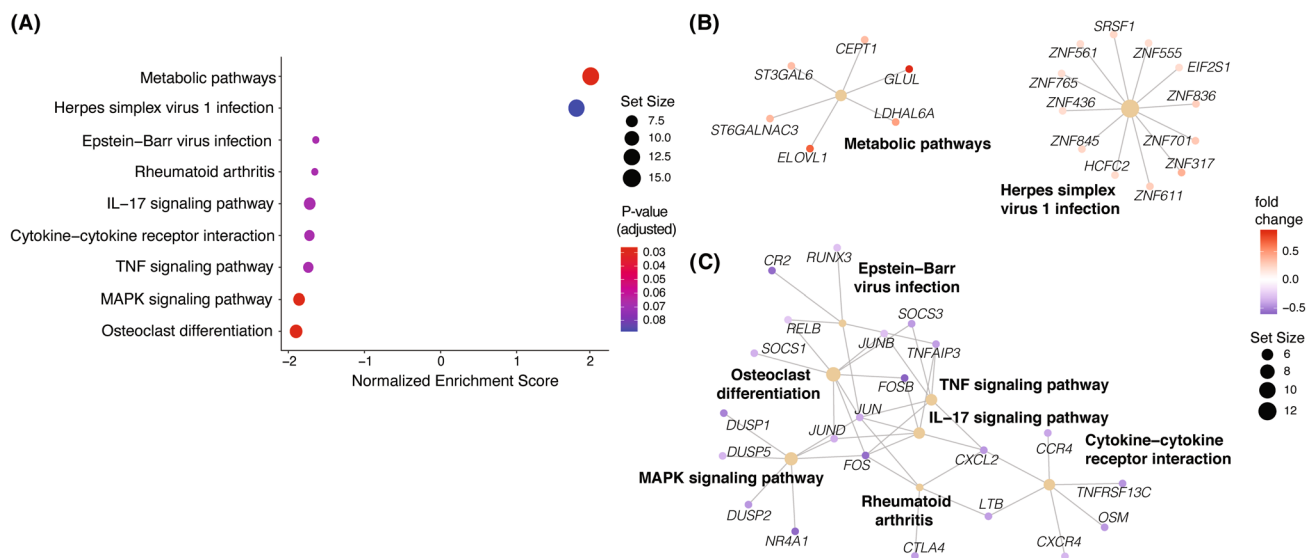 (A)
Metabolic pathways
Herpes simplex virus 1 infection
Epstein−Barr virus infection
Rheumatoid arthritis
IL−17 signaling pathway
Cytokine−cytokine receptor interaction
TNF signaling pathway
MAPK signaling pathway
Osteoclast differentiation
−2
−1
0
1
2
Normalized Enrichment Score
Set Size
7.5
10.0
12.5
15.0
P-value
(adjusted)
0.03
0.04
0.05
0.06
0.07
0.08
(B)
CEPT1
ST3GAL6
GLUL
LDHAL6A
ST6GALNAC3
ELOVL1
Metabolic pathways
SRSF1
ZNF561
ZNF555
EIF2S1
ZNF765
ZNF436
ZNF836
ZNF845
ZNF701
HCFC2
ZNF317
ZNF611
Herpes simplex
virus 1 infection
(C)
CR2
RUNX3
Epstein−Barr
virus infection
RELB
SOCS3
JUNB
TNFAIP3
SOCS1
Osteoclast
differentiation
FOSB
TNF signaling pathway
JUN
IL−17 signaling pathway
DUSP1
JUND
DUSP5
FOS
CXCL2
CCR4
Cytokine−cytokine
receptor interaction
MAPK signaling pathway
Rheumatoid
arthritis
LTB
TNFRSF13C
DUSP2
OSM
NR4A1
CTLA4
CXCR4
fold
change
0.5
0.0
−0.5
Set Size
6
8
10
12